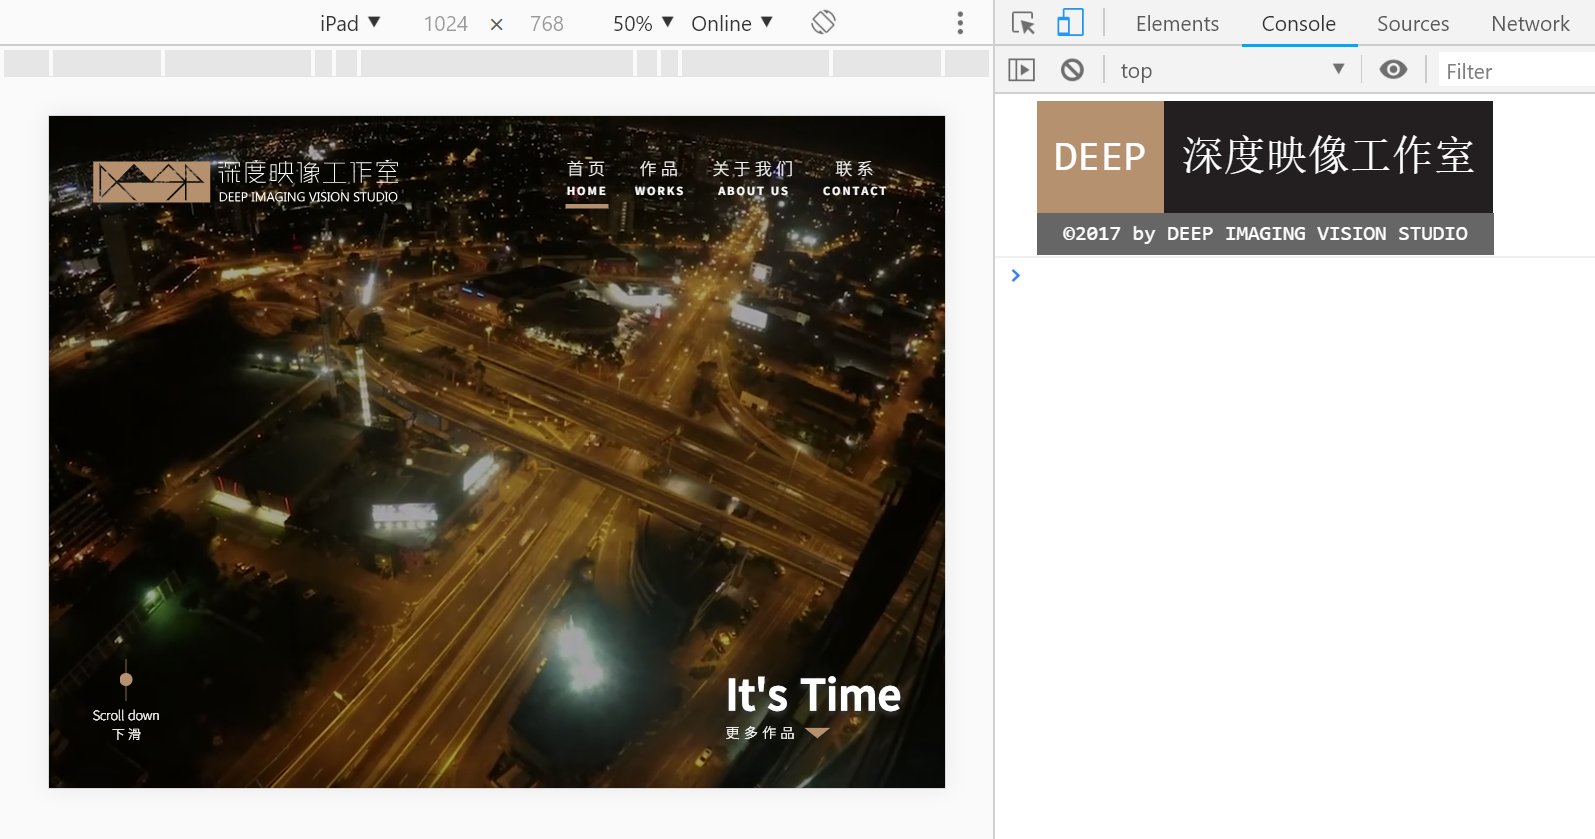 iPad ▼ 1024 × 768 50% ▼ Online ▼
Elements Console Sources Network
top ▼ Filter
深度映像工作室
DEEP IMAGING VISION STUDIO
首页 作品 关于我们 联系
HOME WORKS ABOUT US CONTACT
Scroll down
下滑
It's Time
更多作品
DEEP 深度映像工作室
©2017 by DEEP IMAGING VISION STUDIO